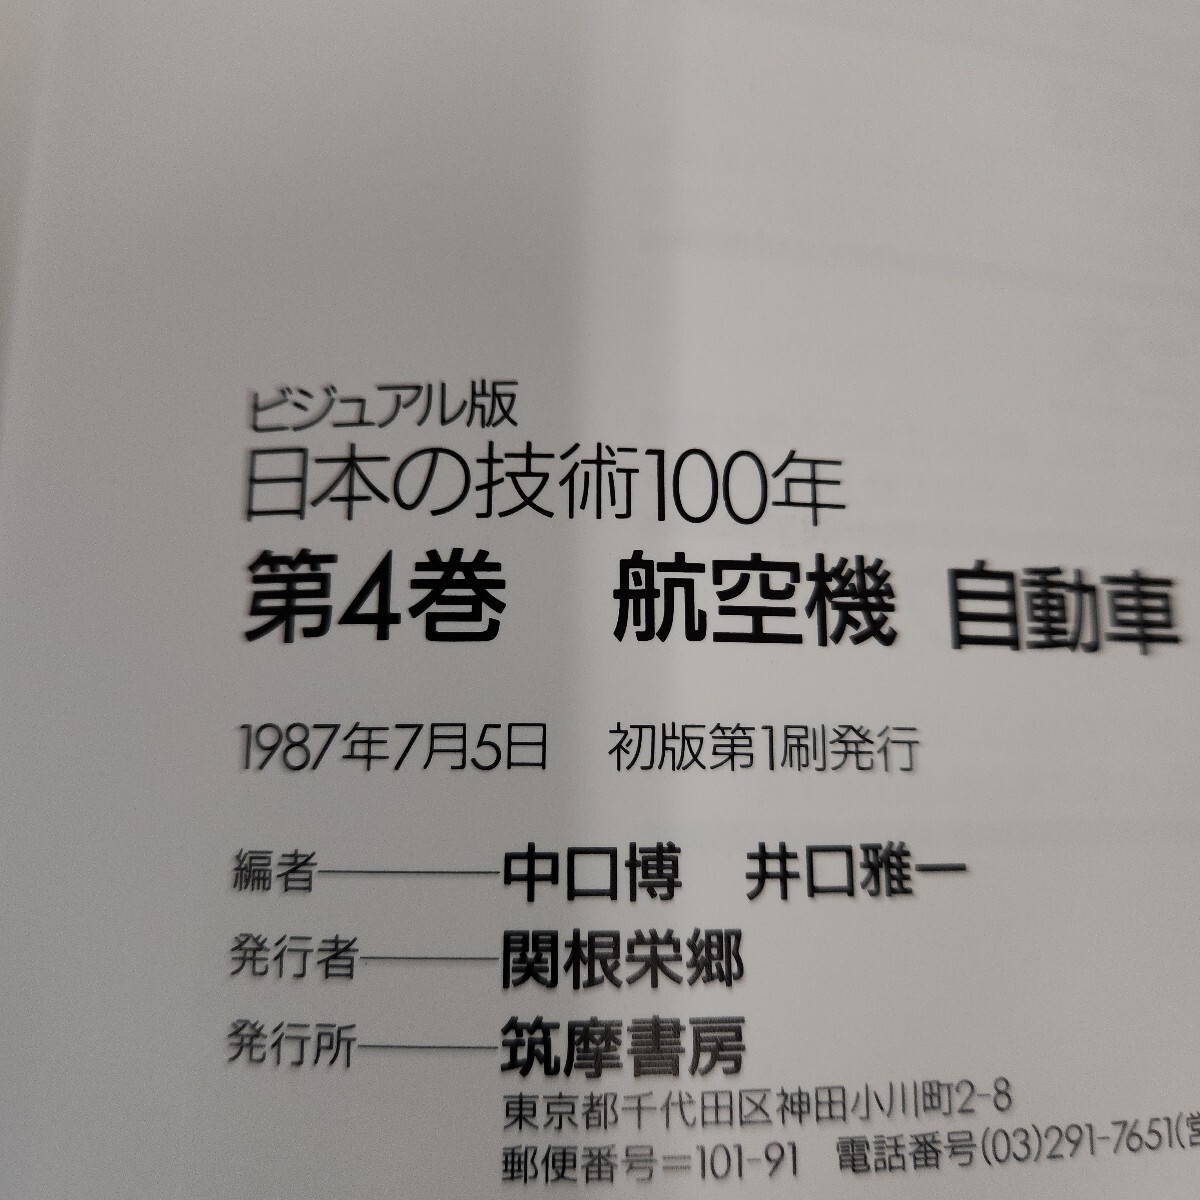 ビジュアル版
日本の技術100年
第4巻　航空機 自動車
1987年7月5日　初版第1刷発行
編者――中口博　井口雅一
発行者――関根栄郷
発行所――筑摩書房
東京都千代田区神田小川町2-8
郵便番号=101-91　電話番号(03)291-7651(営